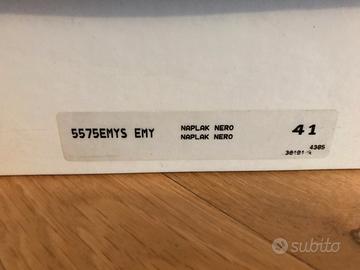 5575EMYS EMY NAPLAK NERO 41
NAPLAK NERO
4305
subito